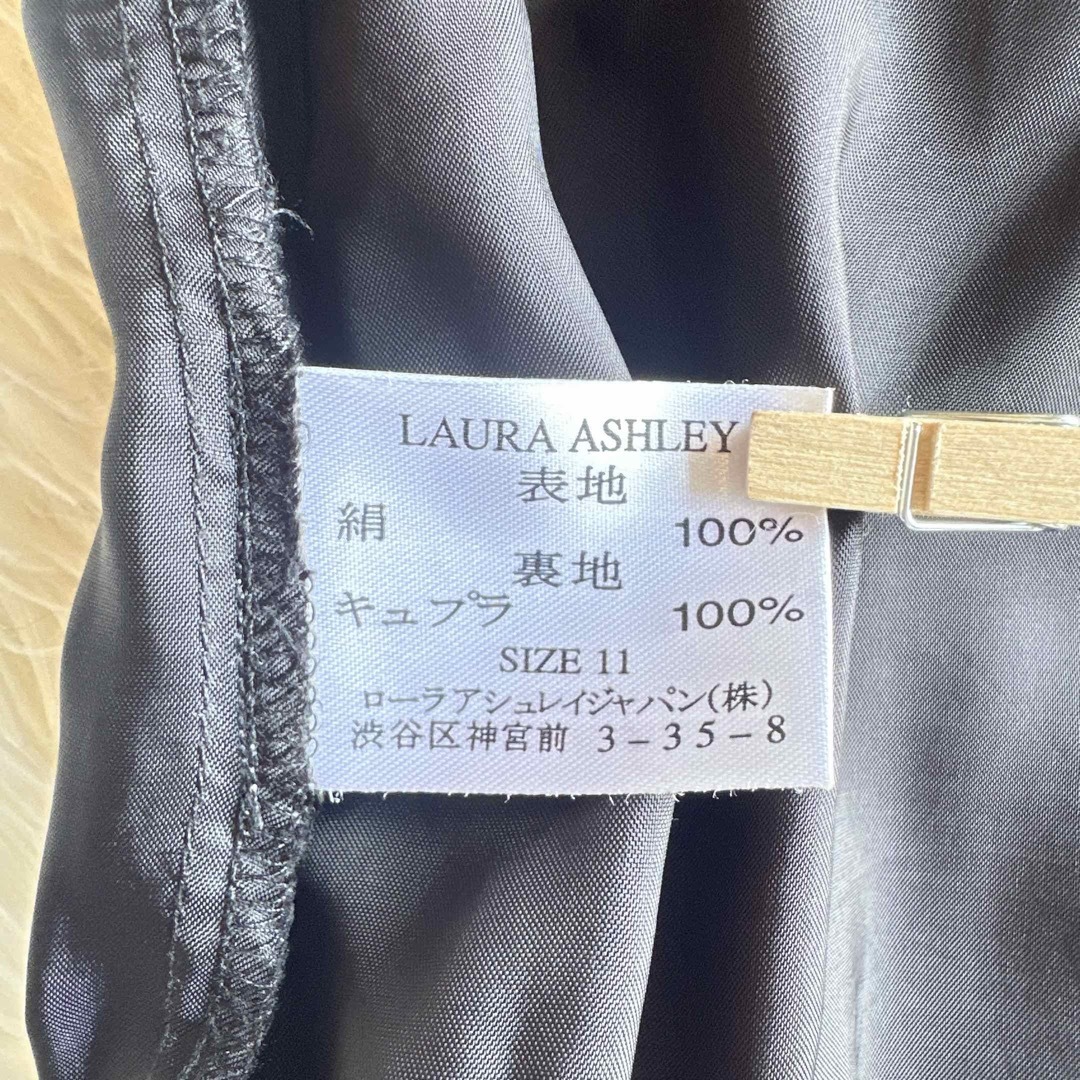 LAURA ASHLEY
表地
絹 100%
裏地
キュプラ 100%
SIZE 11
ローラアシュレイジャパン(株)
渋谷区神宮前 3-35-8